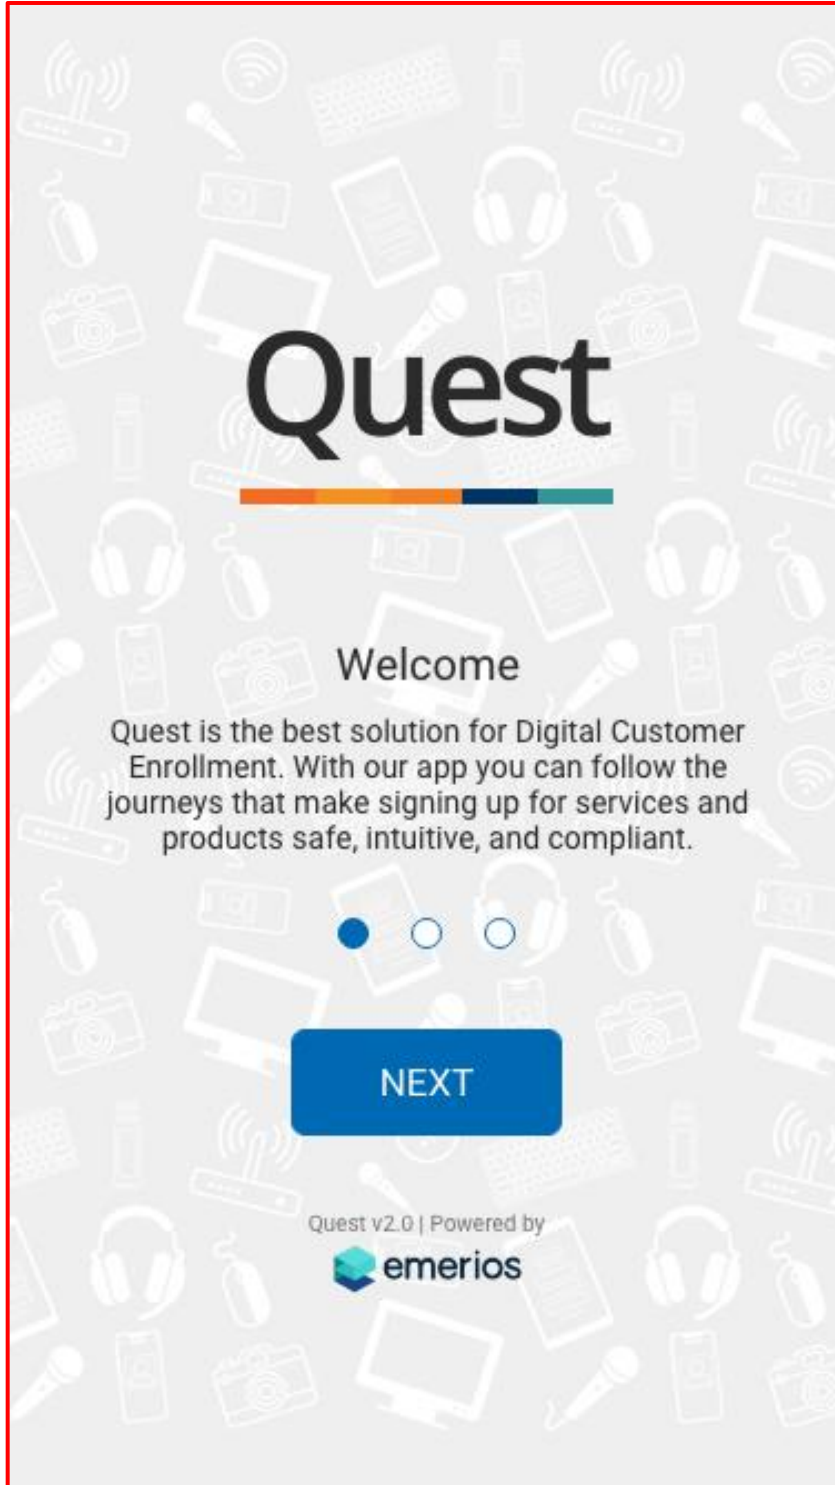 Quest
Welcome
Quest is the best solution for Digital Customer
Enrollment. With our app you can follow the
journeys that make signing up for services and
products safe, intuitive, and compliant.
NEXT
Quest v2.0 | Powered by
emerios